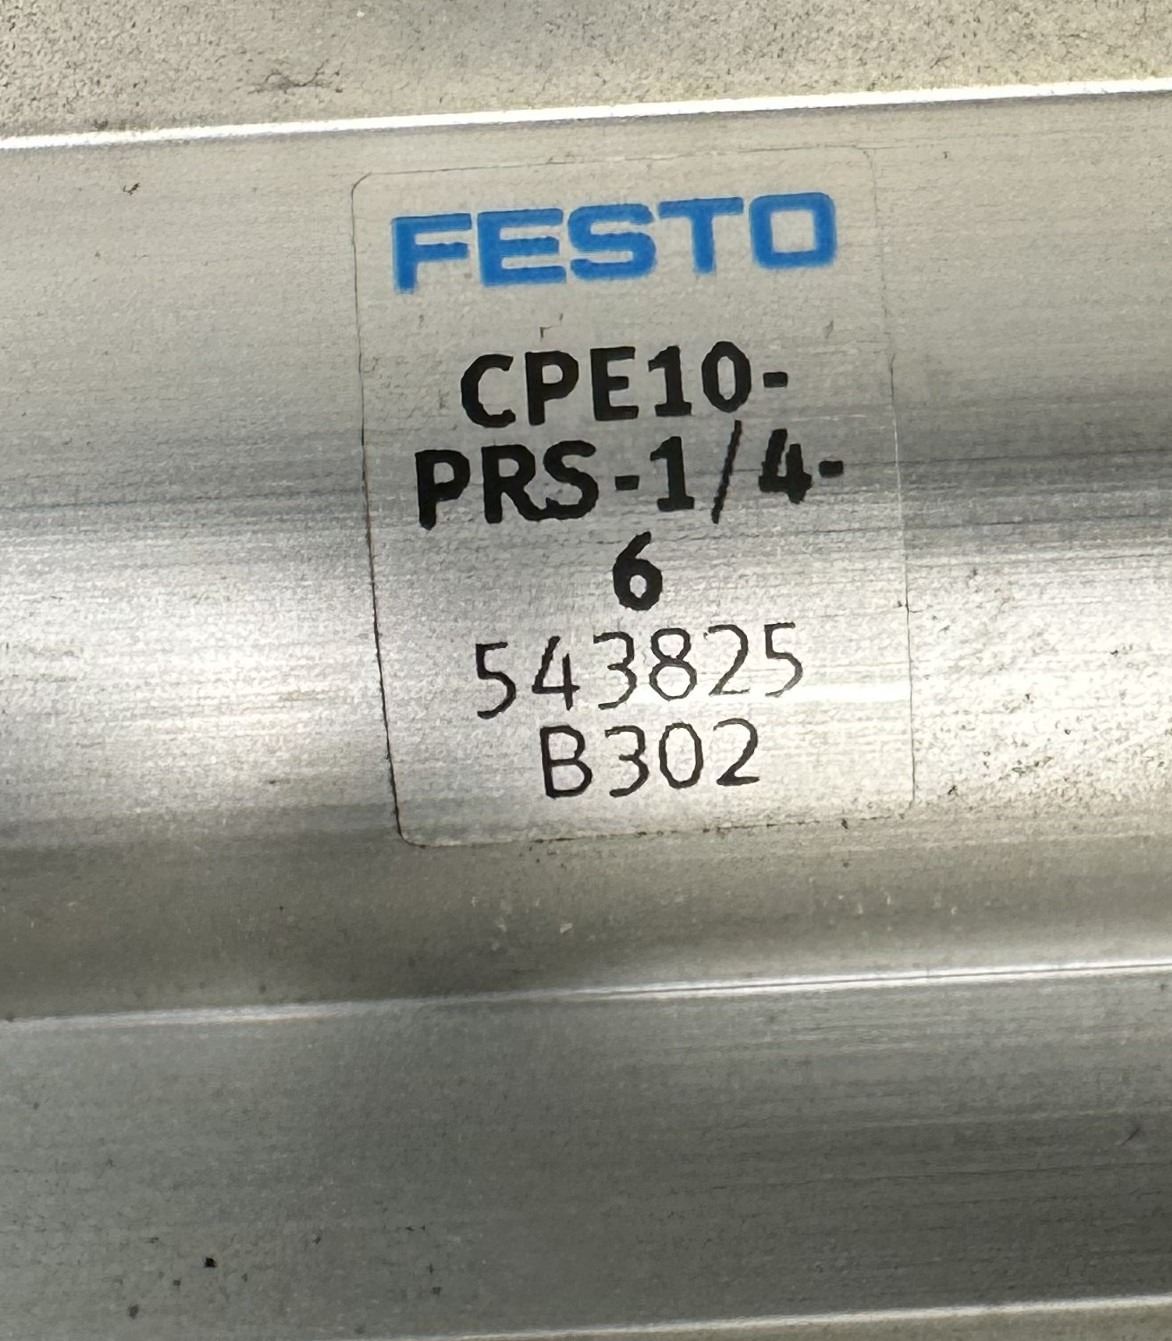 FESTO
CPE10-
PRS-1/4-
6
543825
B302